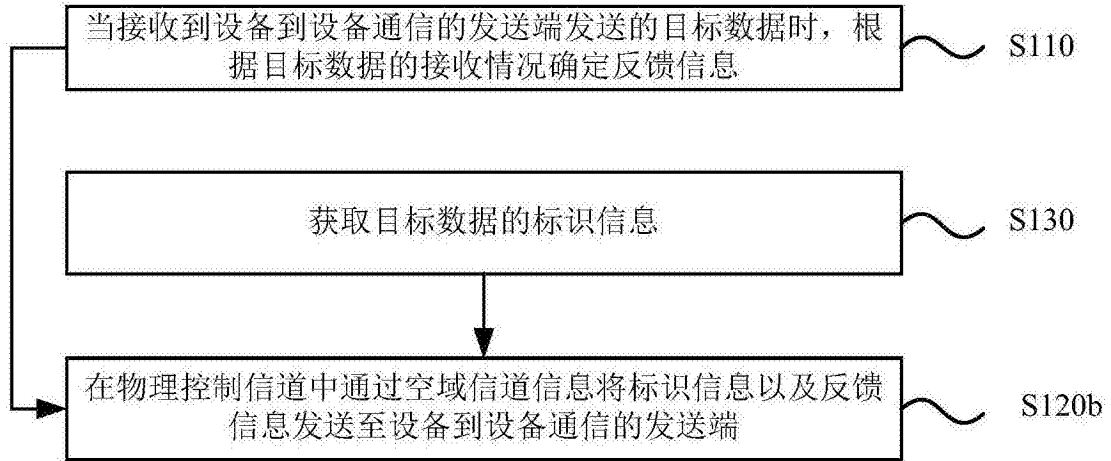 当接收到设备到设备通信的发送端发送的目标数据时，根
据目标数据的接收情况确定反馈信息
S110
获取目标数据的标识信息
S130
在物理控制信道中通过空域信道信息将标识信息以及反馈
信息发送至设备到设备通信的发送端
S120b